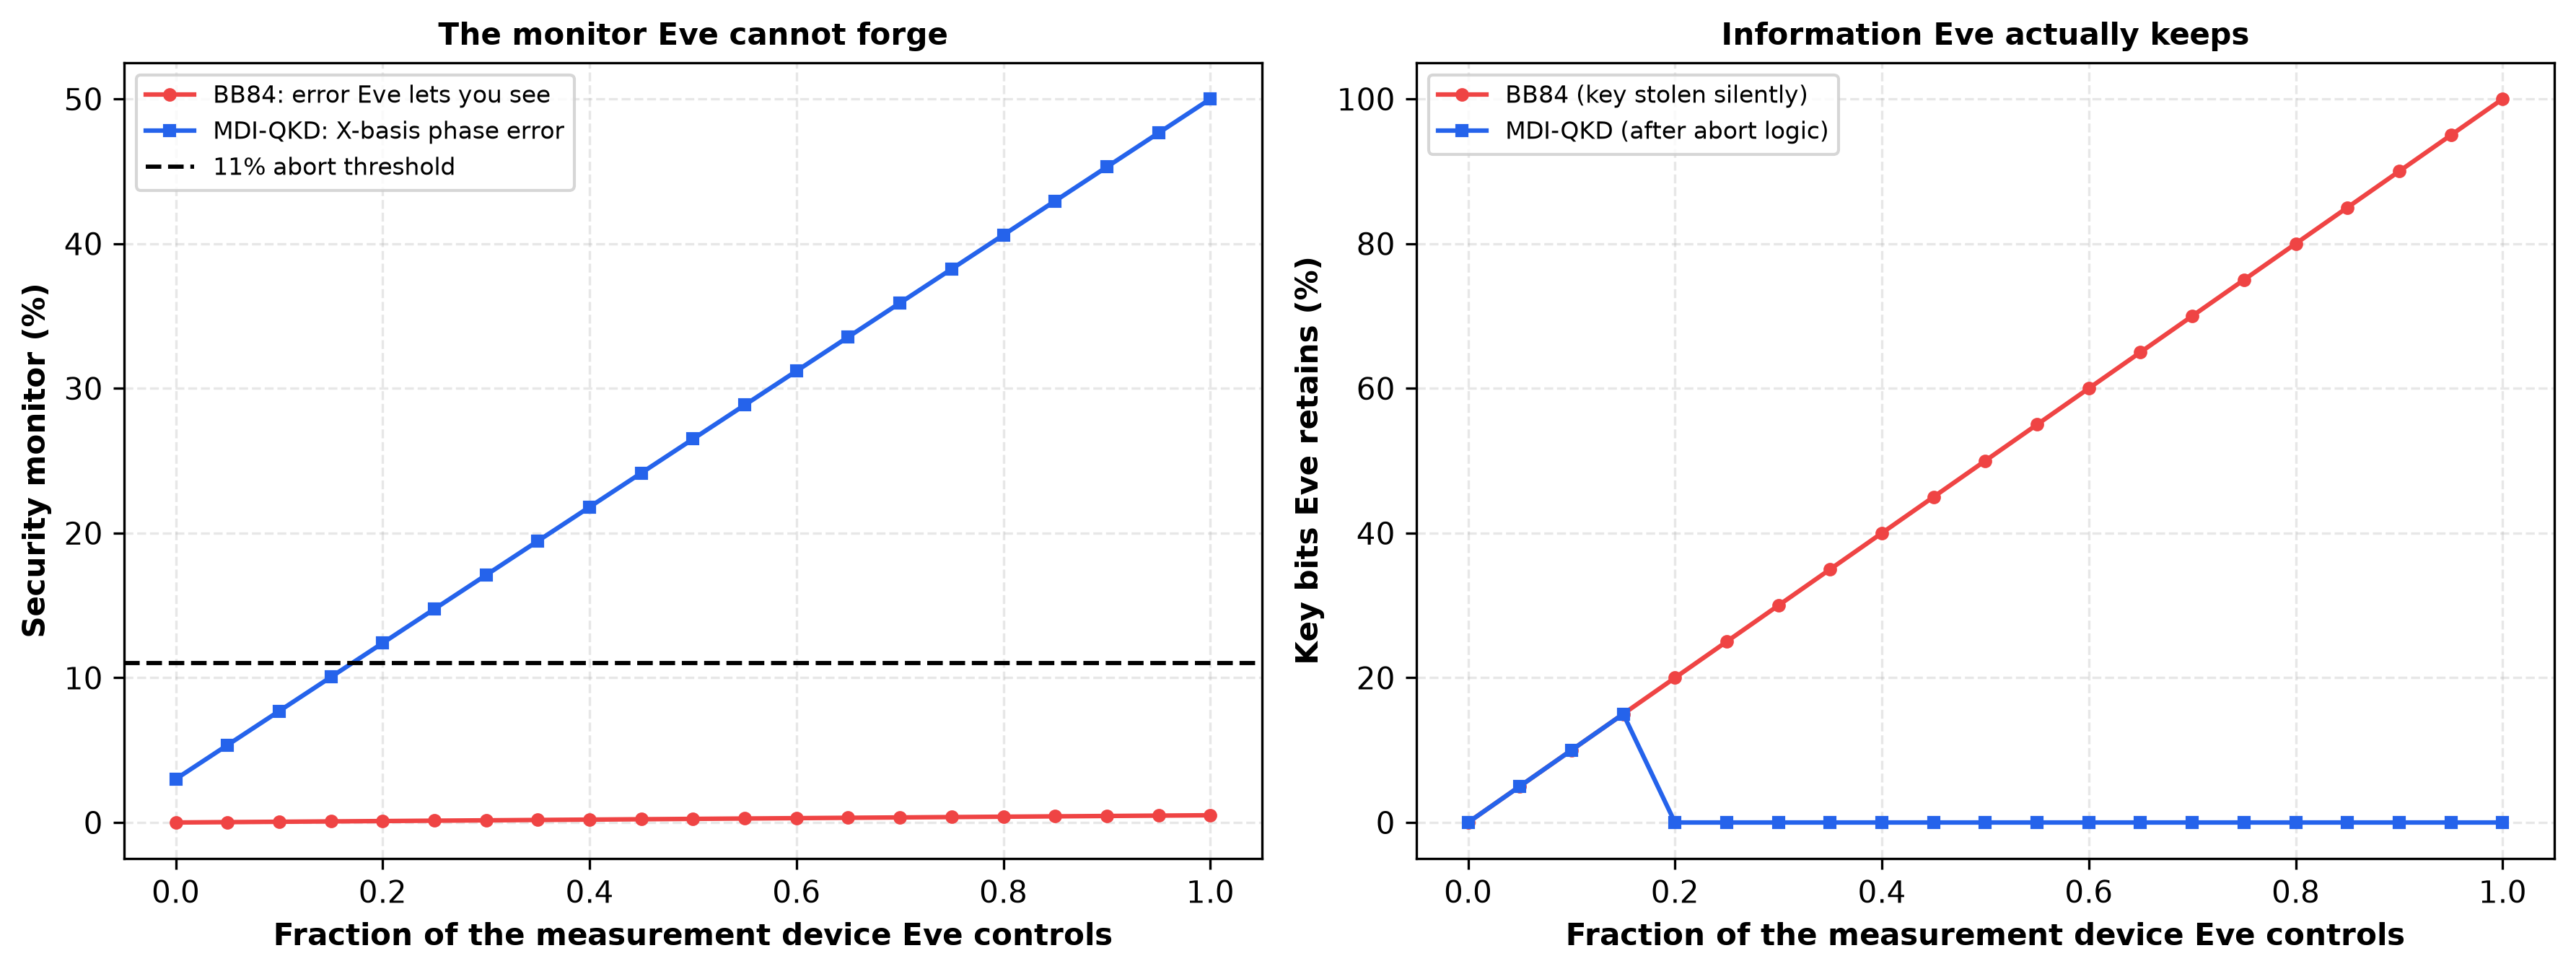 The monitor Eve cannot forge
BB84: error Eve lets you see
MDI-QKD: X-basis phase error
11% abort threshold
Security monitor (%)
50
40
30
20
10
0
0.0 0.2 0.4 0.6 0.8 1.0
Fraction of the measurement device Eve controls
Information Eve actually keeps
BB84 (key stolen silently)
MDI-QKD (after abort logic)
Key bits Eve retains (%)
100
80
60
40
20
0
0.0 0.2 0.4 0.6 0.8 1.0
Fraction of the measurement device Eve controls